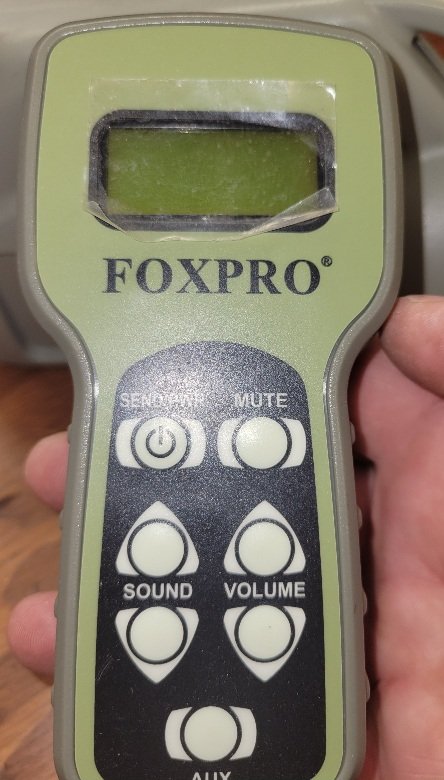 FOXPRO®
SEND/PWR MUTE
SOUND VOLUME
AUX